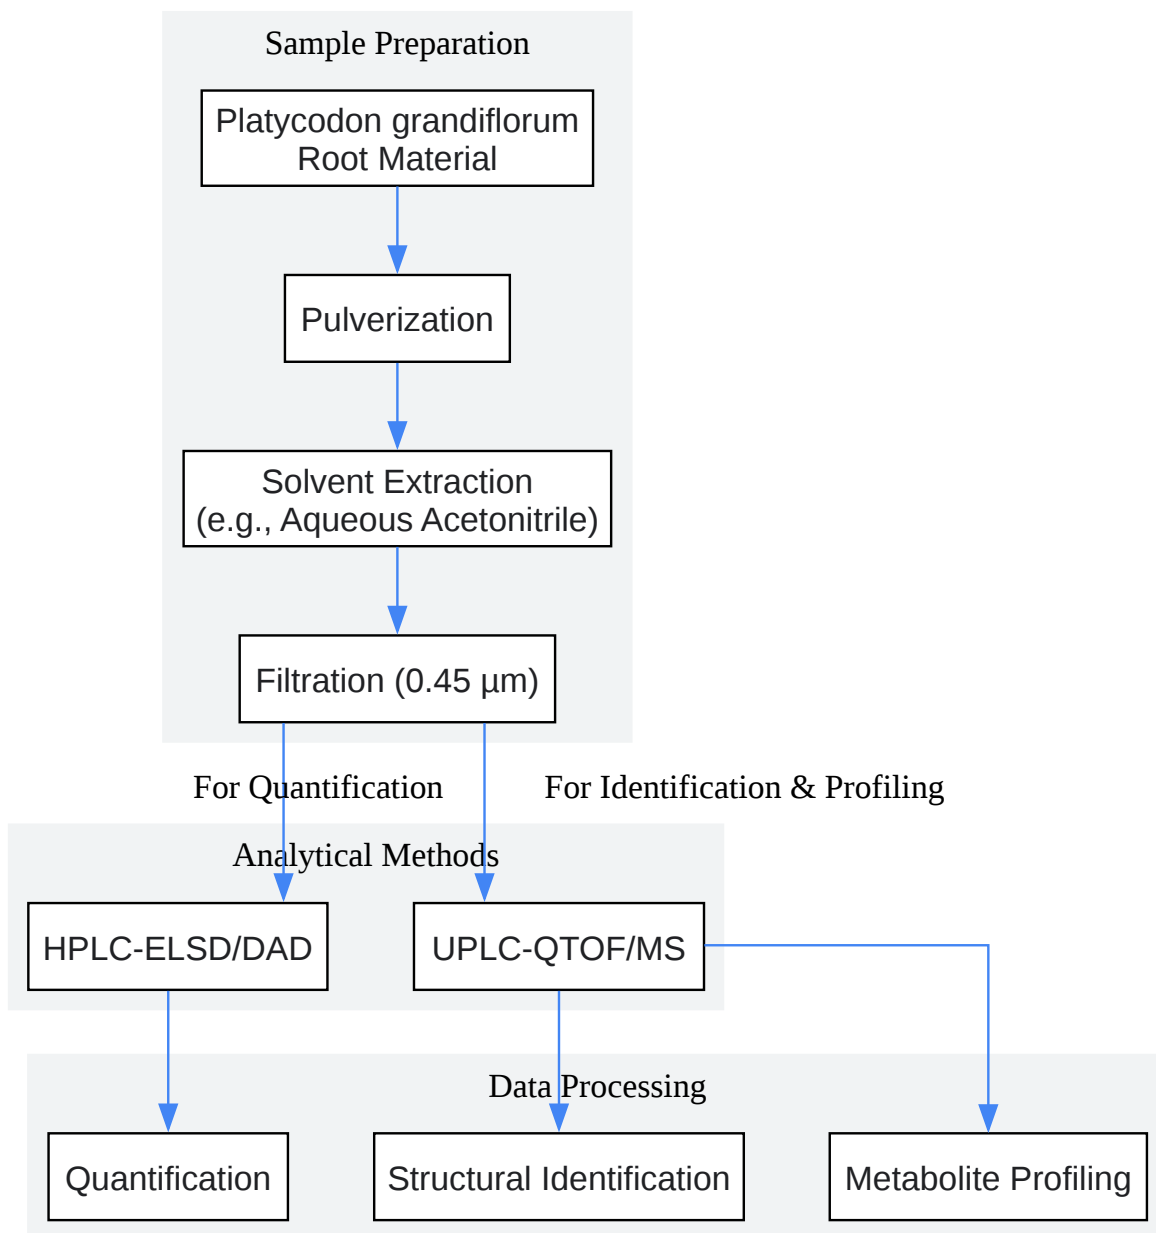 Sample Preparation
Platycodon grandiflorum
Root Material
Pulverization
Solvent Extraction
(e.g., Aqueous Acetonitrile)
Filtration (0.45 µm)
For Quantification
For Identification & Profiling
Analytical Methods
HPLC-ELSD/DAD
UPLC-QTOF/MS
Data Processing
Quantification
Structural Identification
Metabolite Profiling